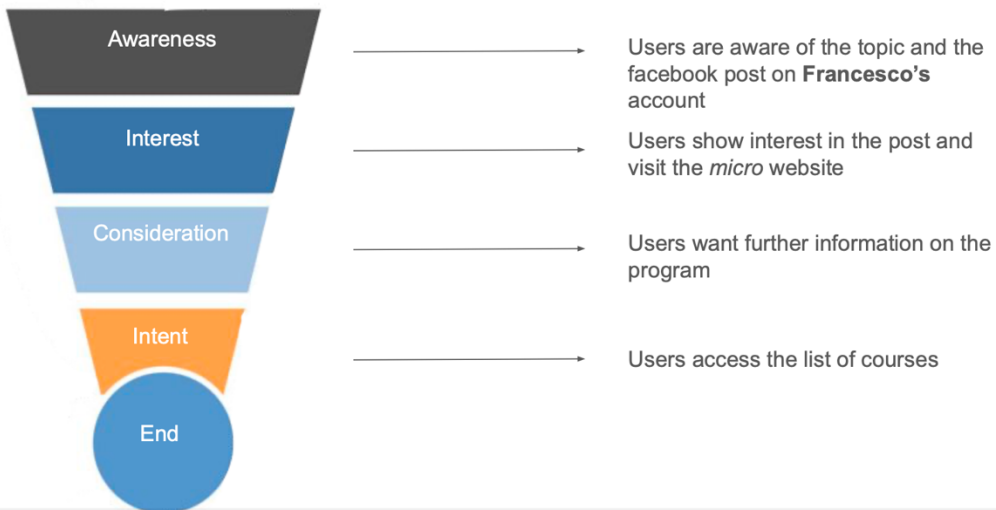 Awareness
Users are aware of the topic and the
facebook post on Francesco's
account
Interest
Users show interest in the post and
visit the micro website
Consideration
Users want further information on the
program
Intent
Users access the list of courses
End